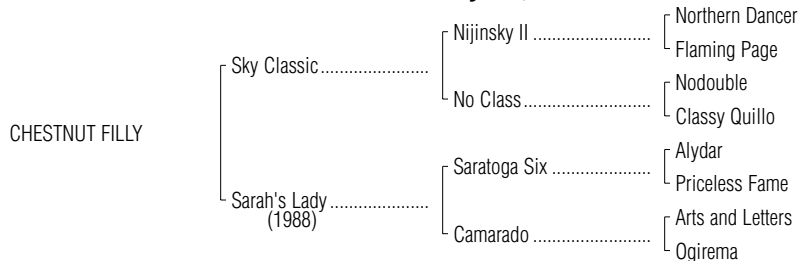 Northern Dancer
Nijinsky II ..............................
Flaming Page
Sky Classic...........................
Nodouble
No Class................................
Classy Quillo
CHESTNUT FILLY
Alydar
Saratoga Six ...........................
Priceless Fame
Sarah's Lady ........................
(1988)
Arts and Letters
Camarado ..............................
Ogirema